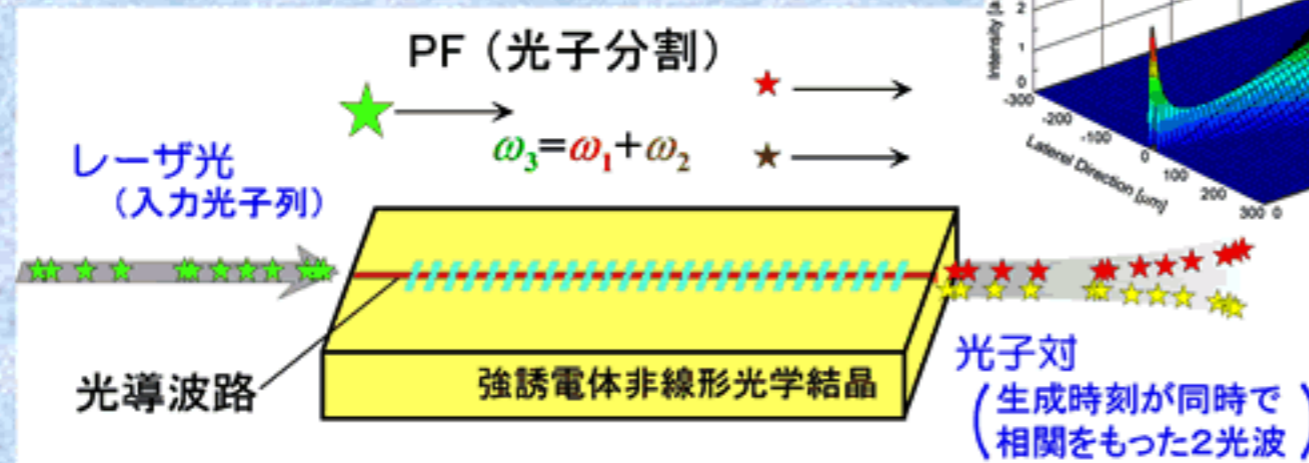 PF（光子分割）
ω3=ω1+ω2
レーザ光
（入力光子列）
光導波路
強誘電体非線形光学結晶
光子対
（生成時刻が同時で
相関をもった2光波）
Intensity [a
2
1
0
-300
-200
-100
0
100
200
300
0
Lateral Direction [μm]